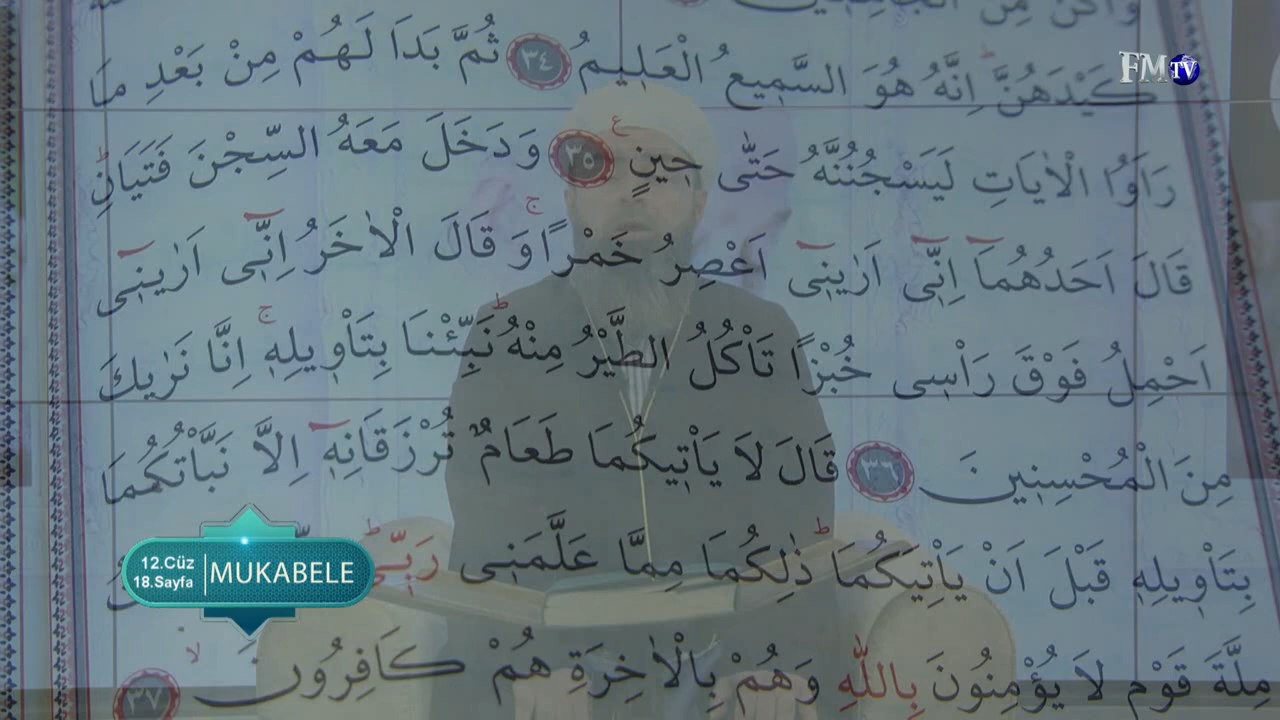 وَاَكُنْ مِنَ الْجَاهِلٖينَ
كَيْدَهُنَّ اِنَّهُ هُوَ السَّمٖيعُ الْعَلٖيمُ ﴿٣٤﴾ ثُمَّ بَدَا لَهُمْ مِنْ بَعْدِ مَا
رَاَوُا الْاٰيَاتِ لَيَسْجُنُنَّهُ حَتّٰى حٖينٍ ﴿٣٥﴾ وَدَخَلَ مَعَهُ السِّجْنَ فَتَيَانِ
قَالَ اَحَدُهُمَا اِنّٖى اَرٰينٖى اَعْصِرُ خَمْرًا وَقَالَ الْاٰخَرُ اِنّٖى اَرٰينٖى
اَحْمِلُ فَوْقَ رَاْسٖى خُبْزًا تَاْكُلُ الطَّيْرُ مِنْهُ نَبِّئْنَا بِتَاْوٖيلِهٖ اِنَّا نَرٰيكَ
مِنَ الْمُحْسِنٖينَ ﴿٣٦﴾ قَالَ لَا يَاْتٖيكُمَا طَعَامٌ تُرْزَقَانِهٖ اِلَّا نَبَّاْتُكُمَا
بِتَاْوٖيلِهٖ قَبْلَ اَنْ يَاْتِيَكُمَا ذٰلِكُمَا مِمَّا عَلَّمَنٖى رَبّٖى
مِلَّةَ قَوْمٍ لَا يُؤْمِنُونَ بِاللّٰهِ وَهُمْ بِالْاٰخِرَةِ هُمْ كَافِرُونَ ﴿٣٧﴾
FM TV
12.Cüz
18.Sayfa
MUKABELE